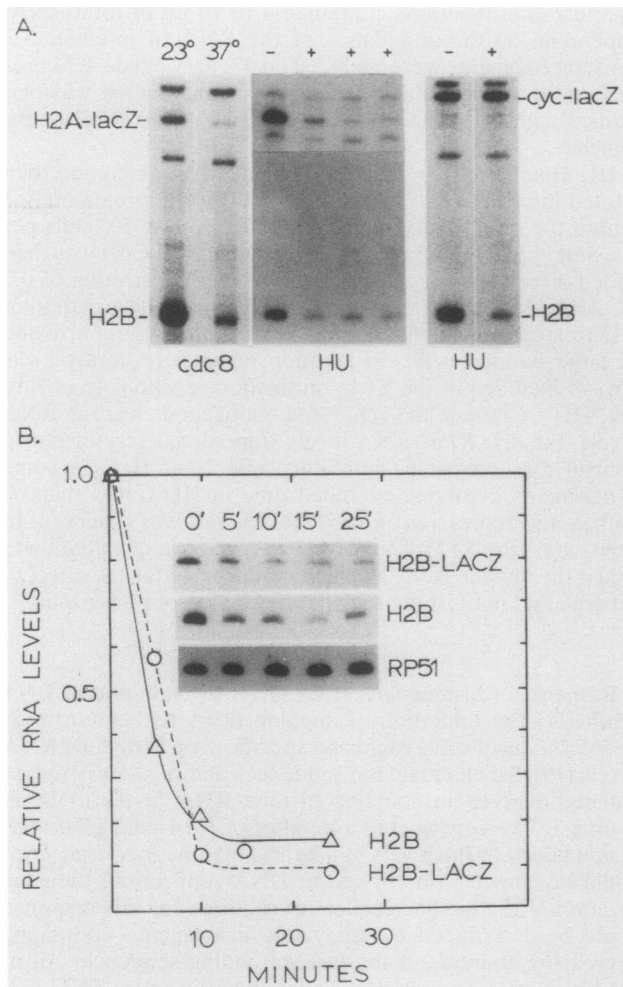 A.
23° 37° - + + + - +
H2A-lacZ-
-cyc-lacZ
H2B-
-H2B
cdc8 HU HU
B.
1.0
0.5
RELATIVE RNA LEVELS
0' 5' 10' 15' 25'
H2B-LACZ
H2B
RP51
H2B
H2B-LACZ
10 20 30
MINUTES